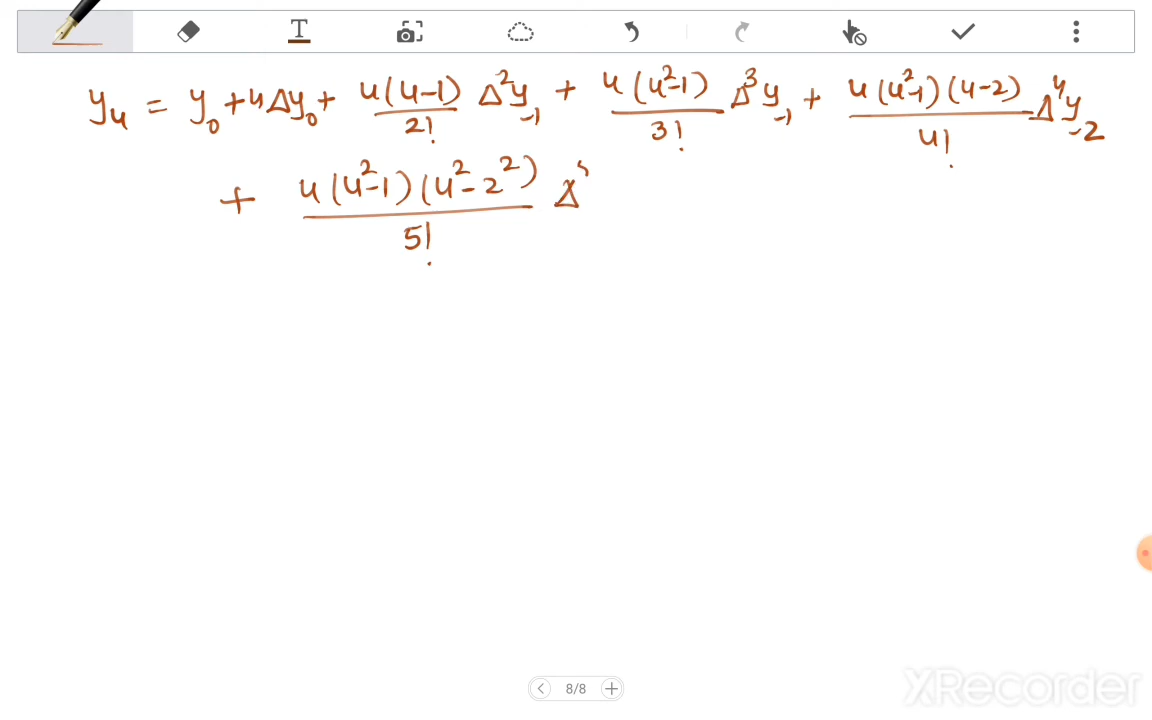 T
y_u = y_0 + uΔy_0 + u(u-1)/2! Δ²y_-1 + u(u²-1)/3! Δ³y_-1 + u(u²-1)(u-2)/4! Δ⁴y_-2
+ u(u²-1)(u²-2²)/5! Δ
8/8
XRecorder